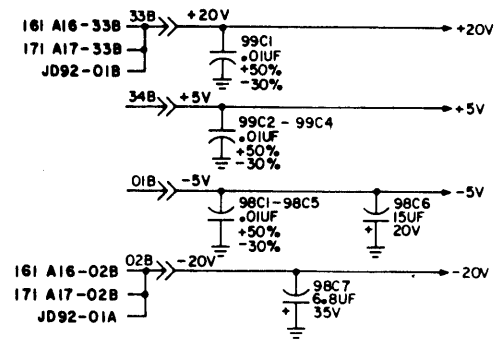 161 A16-33B 33B +20V +20V
171 A17-33B
JD92-01B
99C1
.01UF
+50%
-30%
34B +5V +5V
99C2 - 99C4
.01UF
+50%
-30%
01B -5V -5V
98C1-98C5
.01UF
+50%
-30%
98C6
15UF
+ 20V
161 A16-02B 02B -20V -20V
171 A17-02B
JD92-01A
98C7
6.8UF
+ 35V